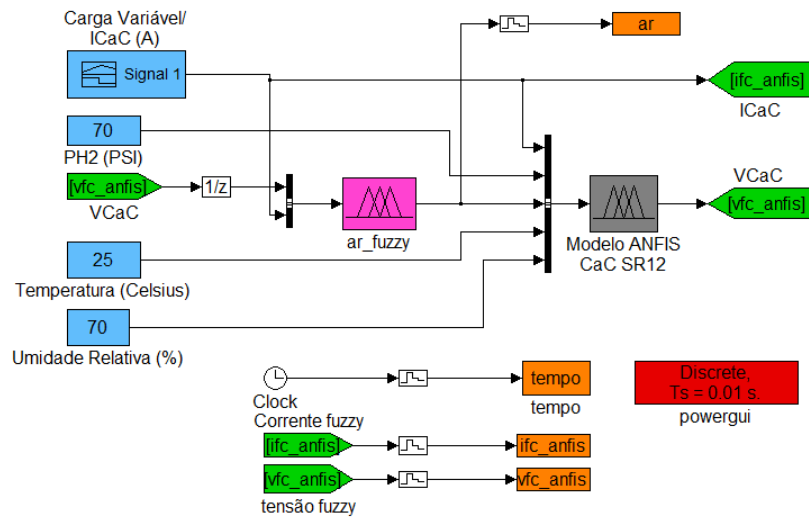 Carga Variável/
ICaC (A)
Signal 1
ar
[ifc_anfis]
ICaC
70
PH2 (PSI)
[vfc_anfis]
VCaC
1/z
ar_fuzzy
VCaC
[vfc_anfis]
Modelo ANFIS
CaC SR12
25
Temperatura (Celsius)
70
Umidade Relativa (%)
Clock
tempo
tempo
Discrete,
Ts = 0.01 s.
powergui
Corrente fuzzy
[ifc_anfis]
ifc_anfis
[vfc_anfis]
vfc_anfis
tensão fuzzy